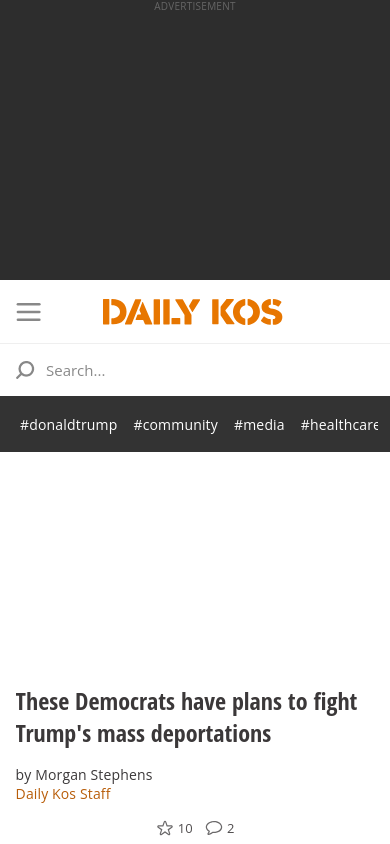 ADVERTISEMENT
DAILY KOS
Search...
#donaldtrump #community #media #healthcare
These Democrats have plans to fight
Trump's mass deportations
by Morgan Stephens
Daily Kos Staff
10 2